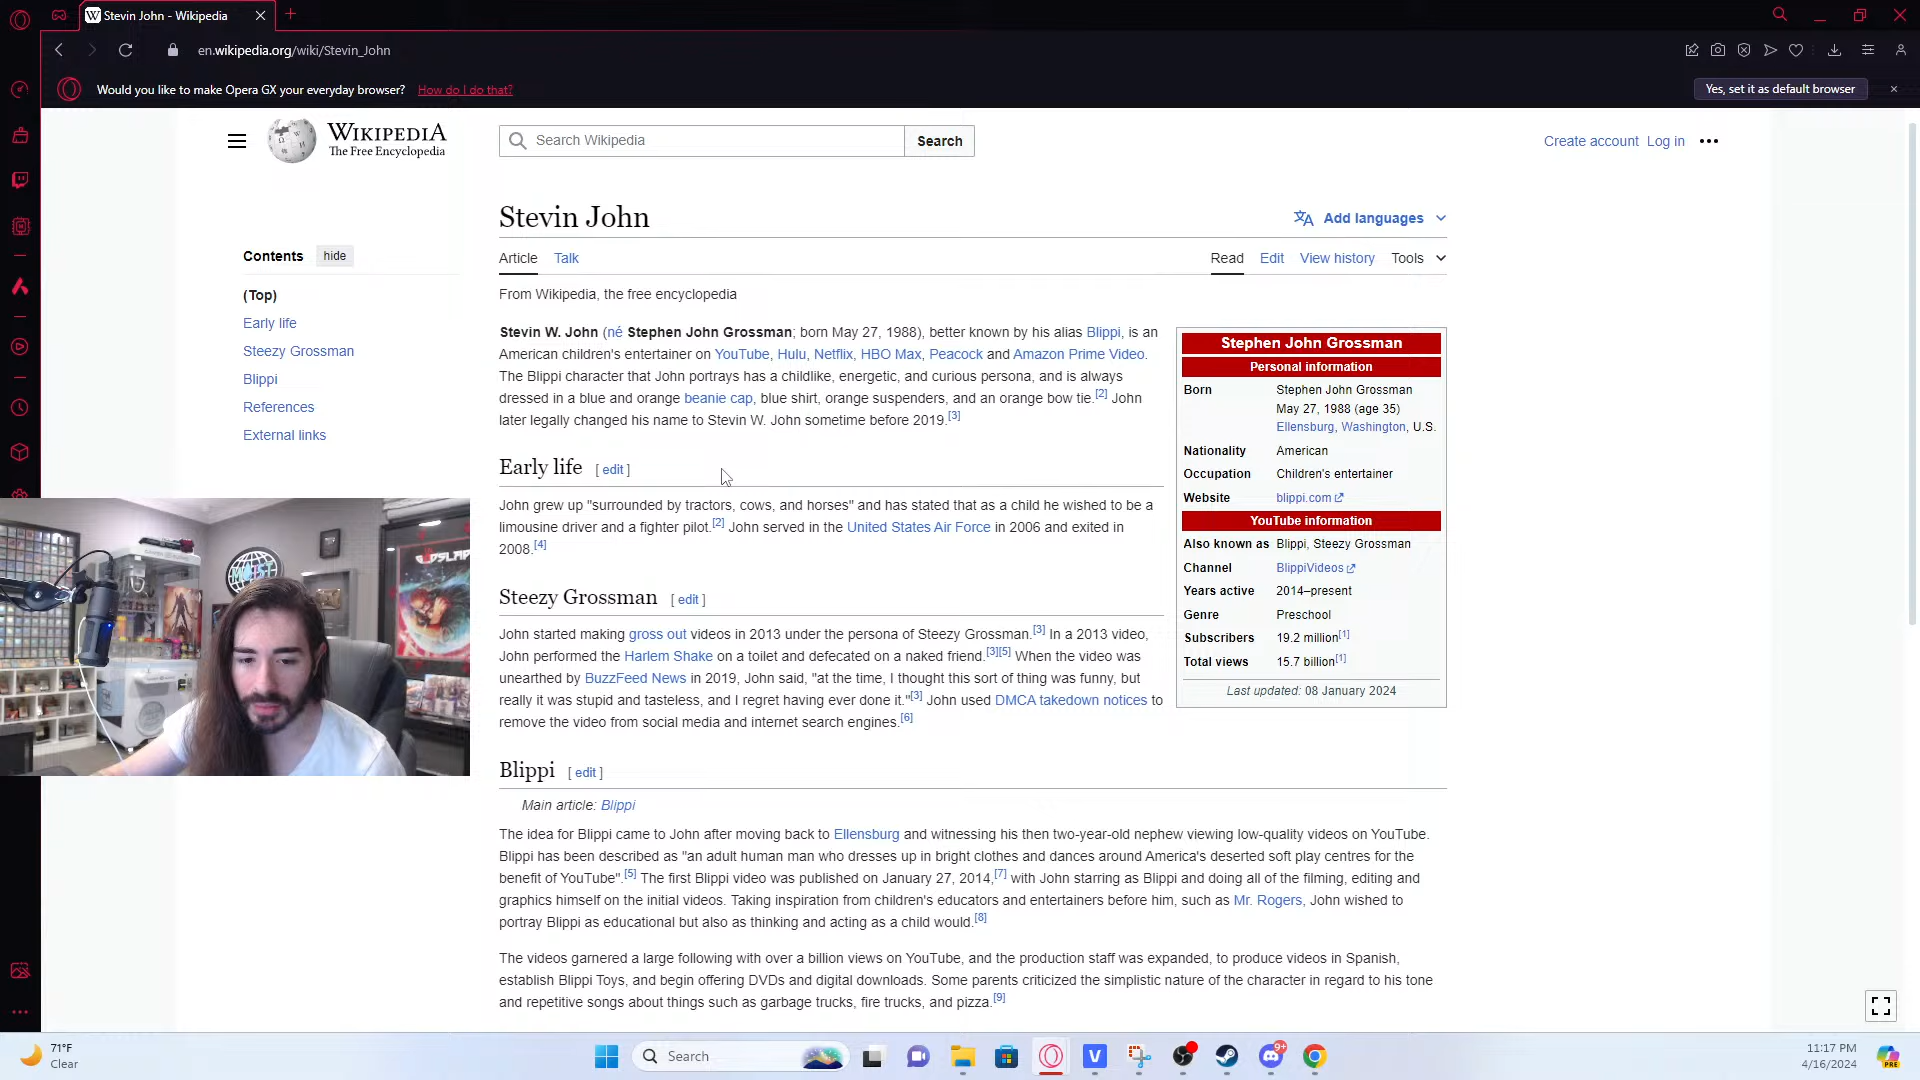 Stevin John - Wikipedia
en.wikipedia.org/wiki/Stevin_John
Would you like to make Opera GX your everyday browser? How do I do that?
Yes, set it as default browser
WIKIPEDIA
The Free Encyclopedia
Search Wikipedia
Search
Create account Log in
Stevin John
Add languages
Contents hide
(Top)
Early life
Steezy Grossman
Blippi
References
External links
Article Talk
Read Edit View history Tools
From Wikipedia, the free encyclopedia
Stevin W. John (né Stephen John Grossman; born May 27, 1988), better known by his alias Blippi, is an
American children's entertainer on YouTube, Hulu, Netflix, HBO Max, Peacock and Amazon Prime Video.
The Blippi character that John portrays has a childlike, energetic, and curious persona, and is always
dressed in a blue and orange beanie cap, blue shirt, orange suspenders, and an orange bow tie.[2] John
later legally changed his name to Stevin W. John sometime before 2019.[3]
Early life [ edit ]
John grew up "surrounded by tractors, cows, and horses" and has stated that as a child he wished to be a
limousine driver and a fighter pilot.[2] John served in the United States Air Force in 2006 and exited in
2008.[4]
Steezy Grossman [ edit ]
John started making gross out videos in 2013 under the persona of Steezy Grossman.[3] In a 2013 video,
John performed the Harlem Shake on a toilet and defecated on a naked friend.[3][5] When the video was
unearthed by BuzzFeed News in 2019, John said, "at the time, I thought this sort of thing was funny, but
really it was stupid and tasteless, and I regret having ever done it."[3] John used DMCA takedown notices to
remove the video from social media and internet search engines.[6]
Stephen John Grossman
Personal information
Born Stephen John Grossman
May 27, 1988 (age 35)
Ellensburg, Washington, U.S.
Nationality American
Occupation Children's entertainer
Website blippi.com
YouTube information
Also known as Blippi, Steezy Grossman
Channel BlippiVideos
Years active 2014–present
Genre Preschool
Subscribers 19.2 million[1]
Total views 15.7 billion[1]
Last updated: 08 January 2024
Blippi [ edit ]
Main article: Blippi
The idea for Blippi came to John after moving back to Ellensburg and witnessing his then two-year-old nephew viewing low-quality videos on YouTube.
Blippi has been described as "an adult human man who dresses up in bright clothes and dances around America's deserted soft play centres for the
benefit of YouTube".[5] The first Blippi video was published on January 27, 2014,[7] with John starring as Blippi and doing all of the filming, editing and
graphics himself on the initial videos. Taking inspiration from children's educators and entertainers before him, such as Mr. Rogers, John wished to
portray Blippi as educational but also as thinking and acting as a child would.[8]
The videos garnered a large following with over a billion views on YouTube, and the production staff was expanded, to produce videos in Spanish,
establish Blippi Toys, and begin offering DVDs and digital downloads. Some parents criticized the simplistic nature of the character in regard to his tone
and repetitive songs about things such as garbage trucks, fire trucks, and pizza.[9]
MOIST
71°F
Clear
Search
9+
11:17 PM
4/16/2024
PRE